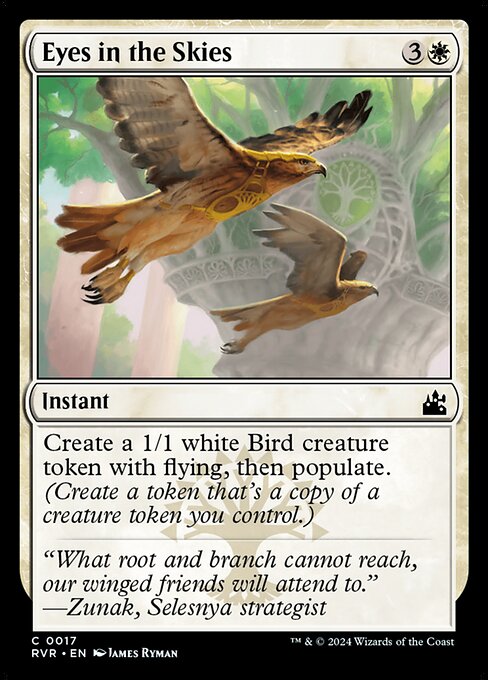 Eyes in the Skies 3
Instant
Create a 1/1 white Bird creature
token with flying, then populate.
(Create a token that's a copy of a
creature token you control.)
“What root and branch cannot reach,
our winged friends will attend to.”
—Zunak, Selesnya strategist
C 0017
RVR • EN James Ryman
™ & © 2024 Wizards of the Coast